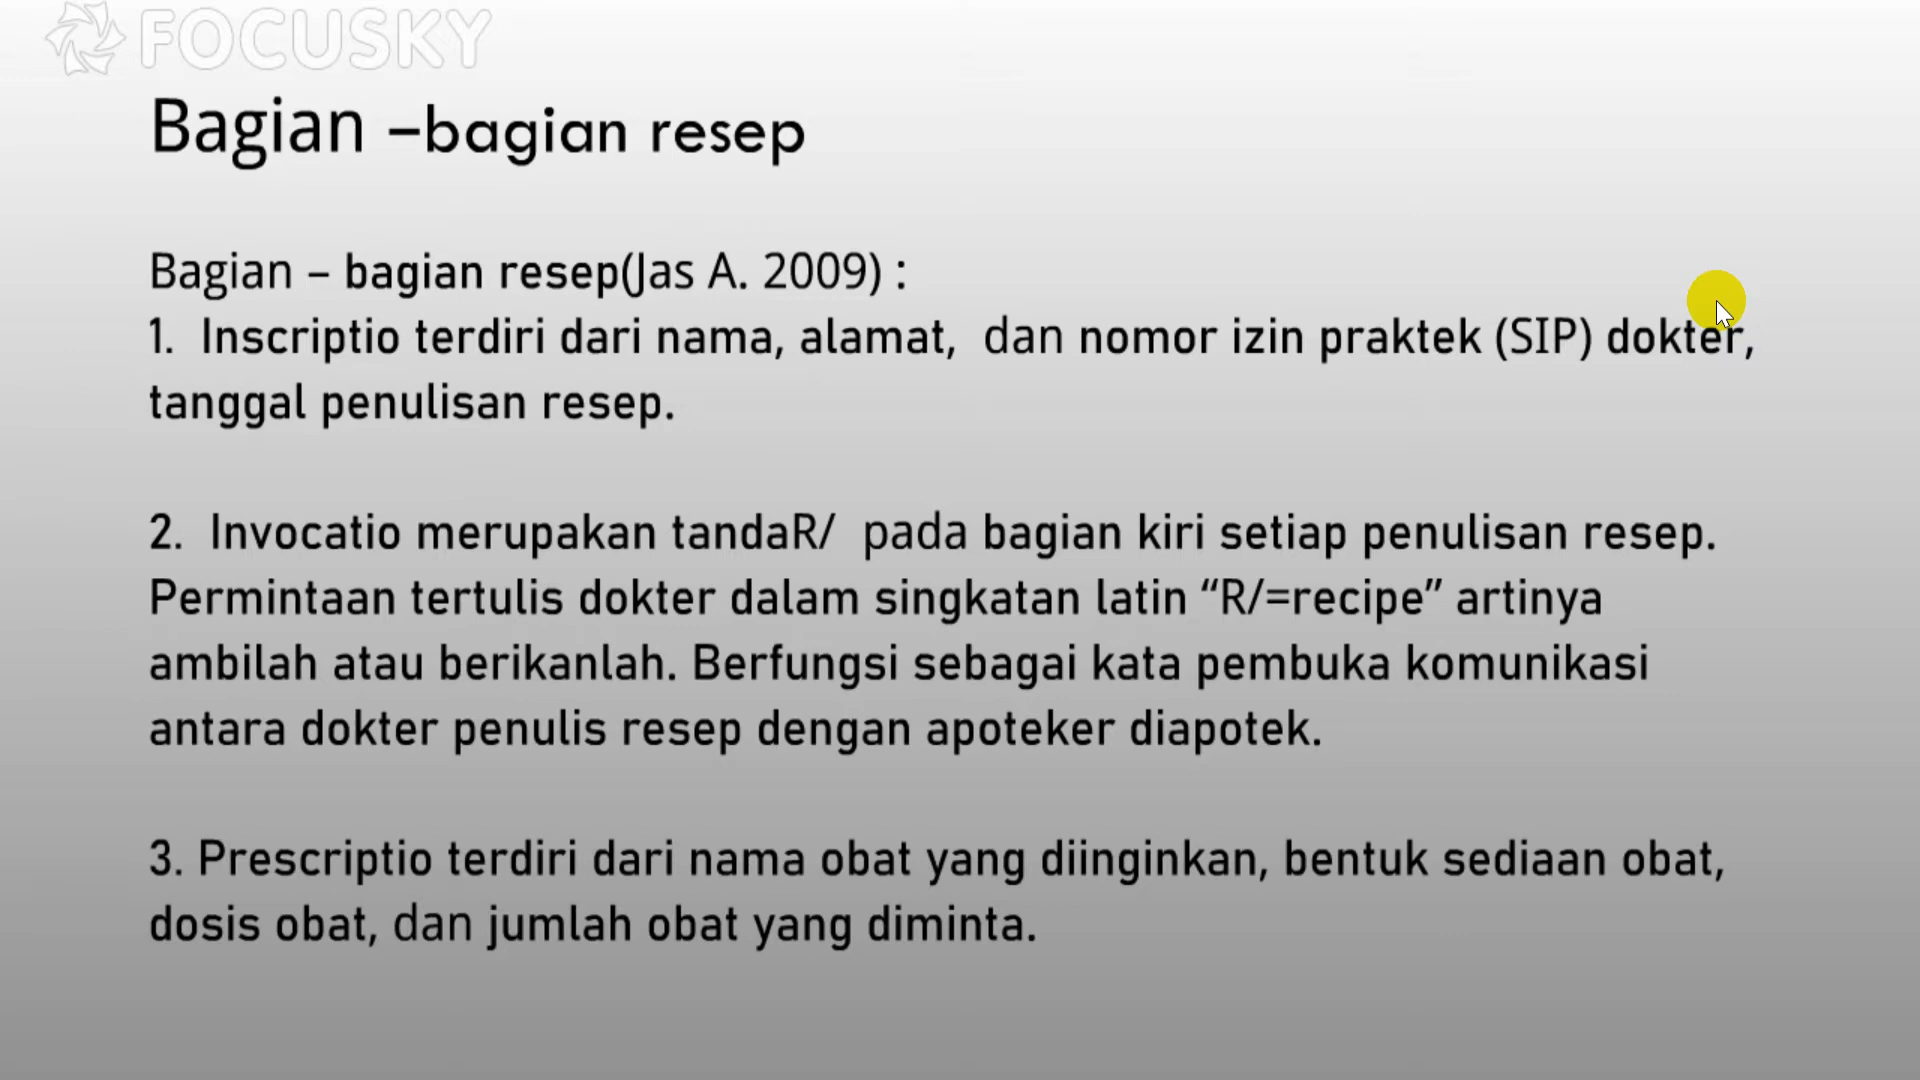 FOCUSKY
Bagian –bagian resep
Bagian – bagian resep(Jas A. 2009) :
1. Inscriptio terdiri dari nama, alamat, dan nomor izin praktek (SIP) dokter,
tanggal penulisan resep.
2. Invocatio merupakan tandaR/ pada bagian kiri setiap penulisan resep.
Permintaan tertulis dokter dalam singkatan latin “R/=recipe” artinya
ambilah atau berikanlah. Berfungsi sebagai kata pembuka komunikasi
antara dokter penulis resep dengan apoteker diapotek.
3. Prescriptio terdiri dari nama obat yang diinginkan, bentuk sediaan obat,
dosis obat, dan jumlah obat yang diminta.